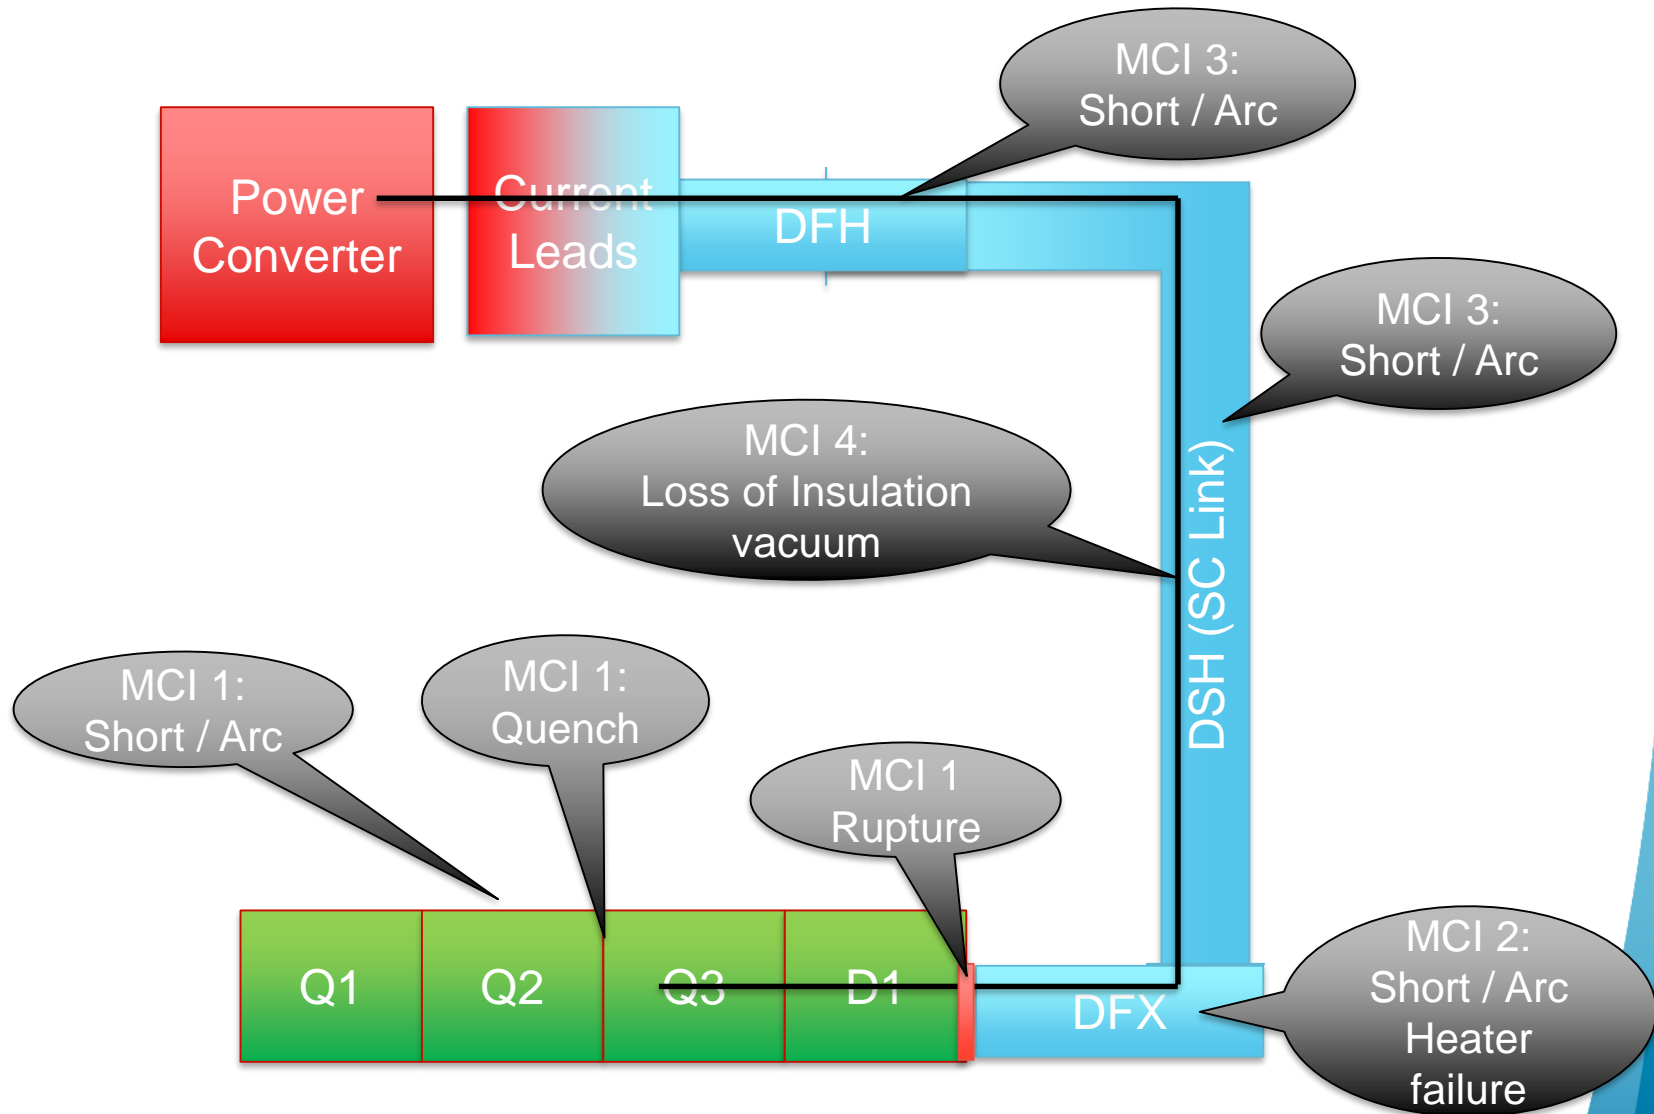 MCI 3:
Short / Arc
Power
Converter
Current
Leads
DFH
MCI 3:
Short / Arc
MCI 4:
Loss of Insulation
vacuum
DSH (SC Link)
MCI 1:
Short / Arc
MCI 1:
Quench
MCI 1
Rupture
Q1
Q2
Q3
D1
DFX
MCI 2:
Short / Arc
Heater
failure